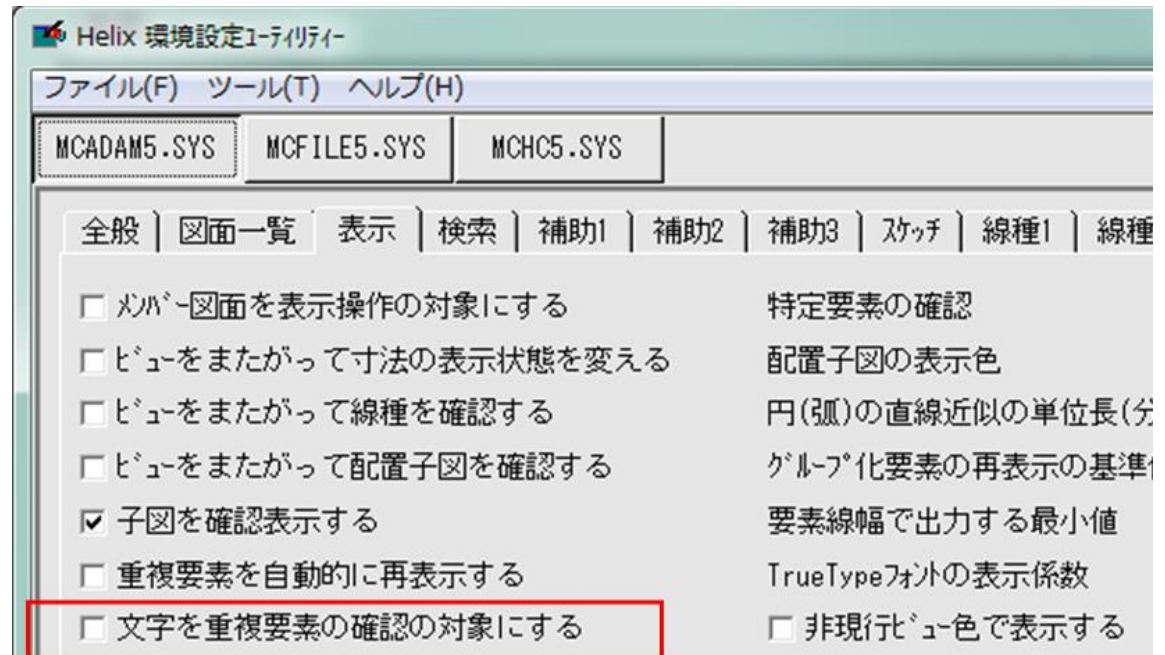 Helix 環境設定ﾕｰﾃｨﾘﾃｨｰ
ファイル(F) ツール(T) ヘルプ(H)
MCADAM5.SYS MCFILE5.SYS MCHC5.SYS
全般 図面一覧 表示 検索 補助1 補助2 補助3 ｽｹｯﾁ 線種1 線種
ﾒﾝﾊﾞｰ図面を表示操作の対象にする 特定要素の確認
ﾋﾞｭｰをまたがって寸法の表示状態を変える 配置子図の表示色
ﾋﾞｭｰをまたがって線種を確認する 円(弧)の直線近似の単位長(分
ﾋﾞｭｰをまたがって配置子図を確認する ｸﾞﾙｰﾌﾟ化要素の再表示の基準
子図を確認表示する 要素線幅で出力する最小値
重複要素を自動的に再表示する TrueTypeﾌｫﾝﾄの表示係数
文字を重複要素の確認の対象にする 非現行ﾋﾞｭｰ色で表示する